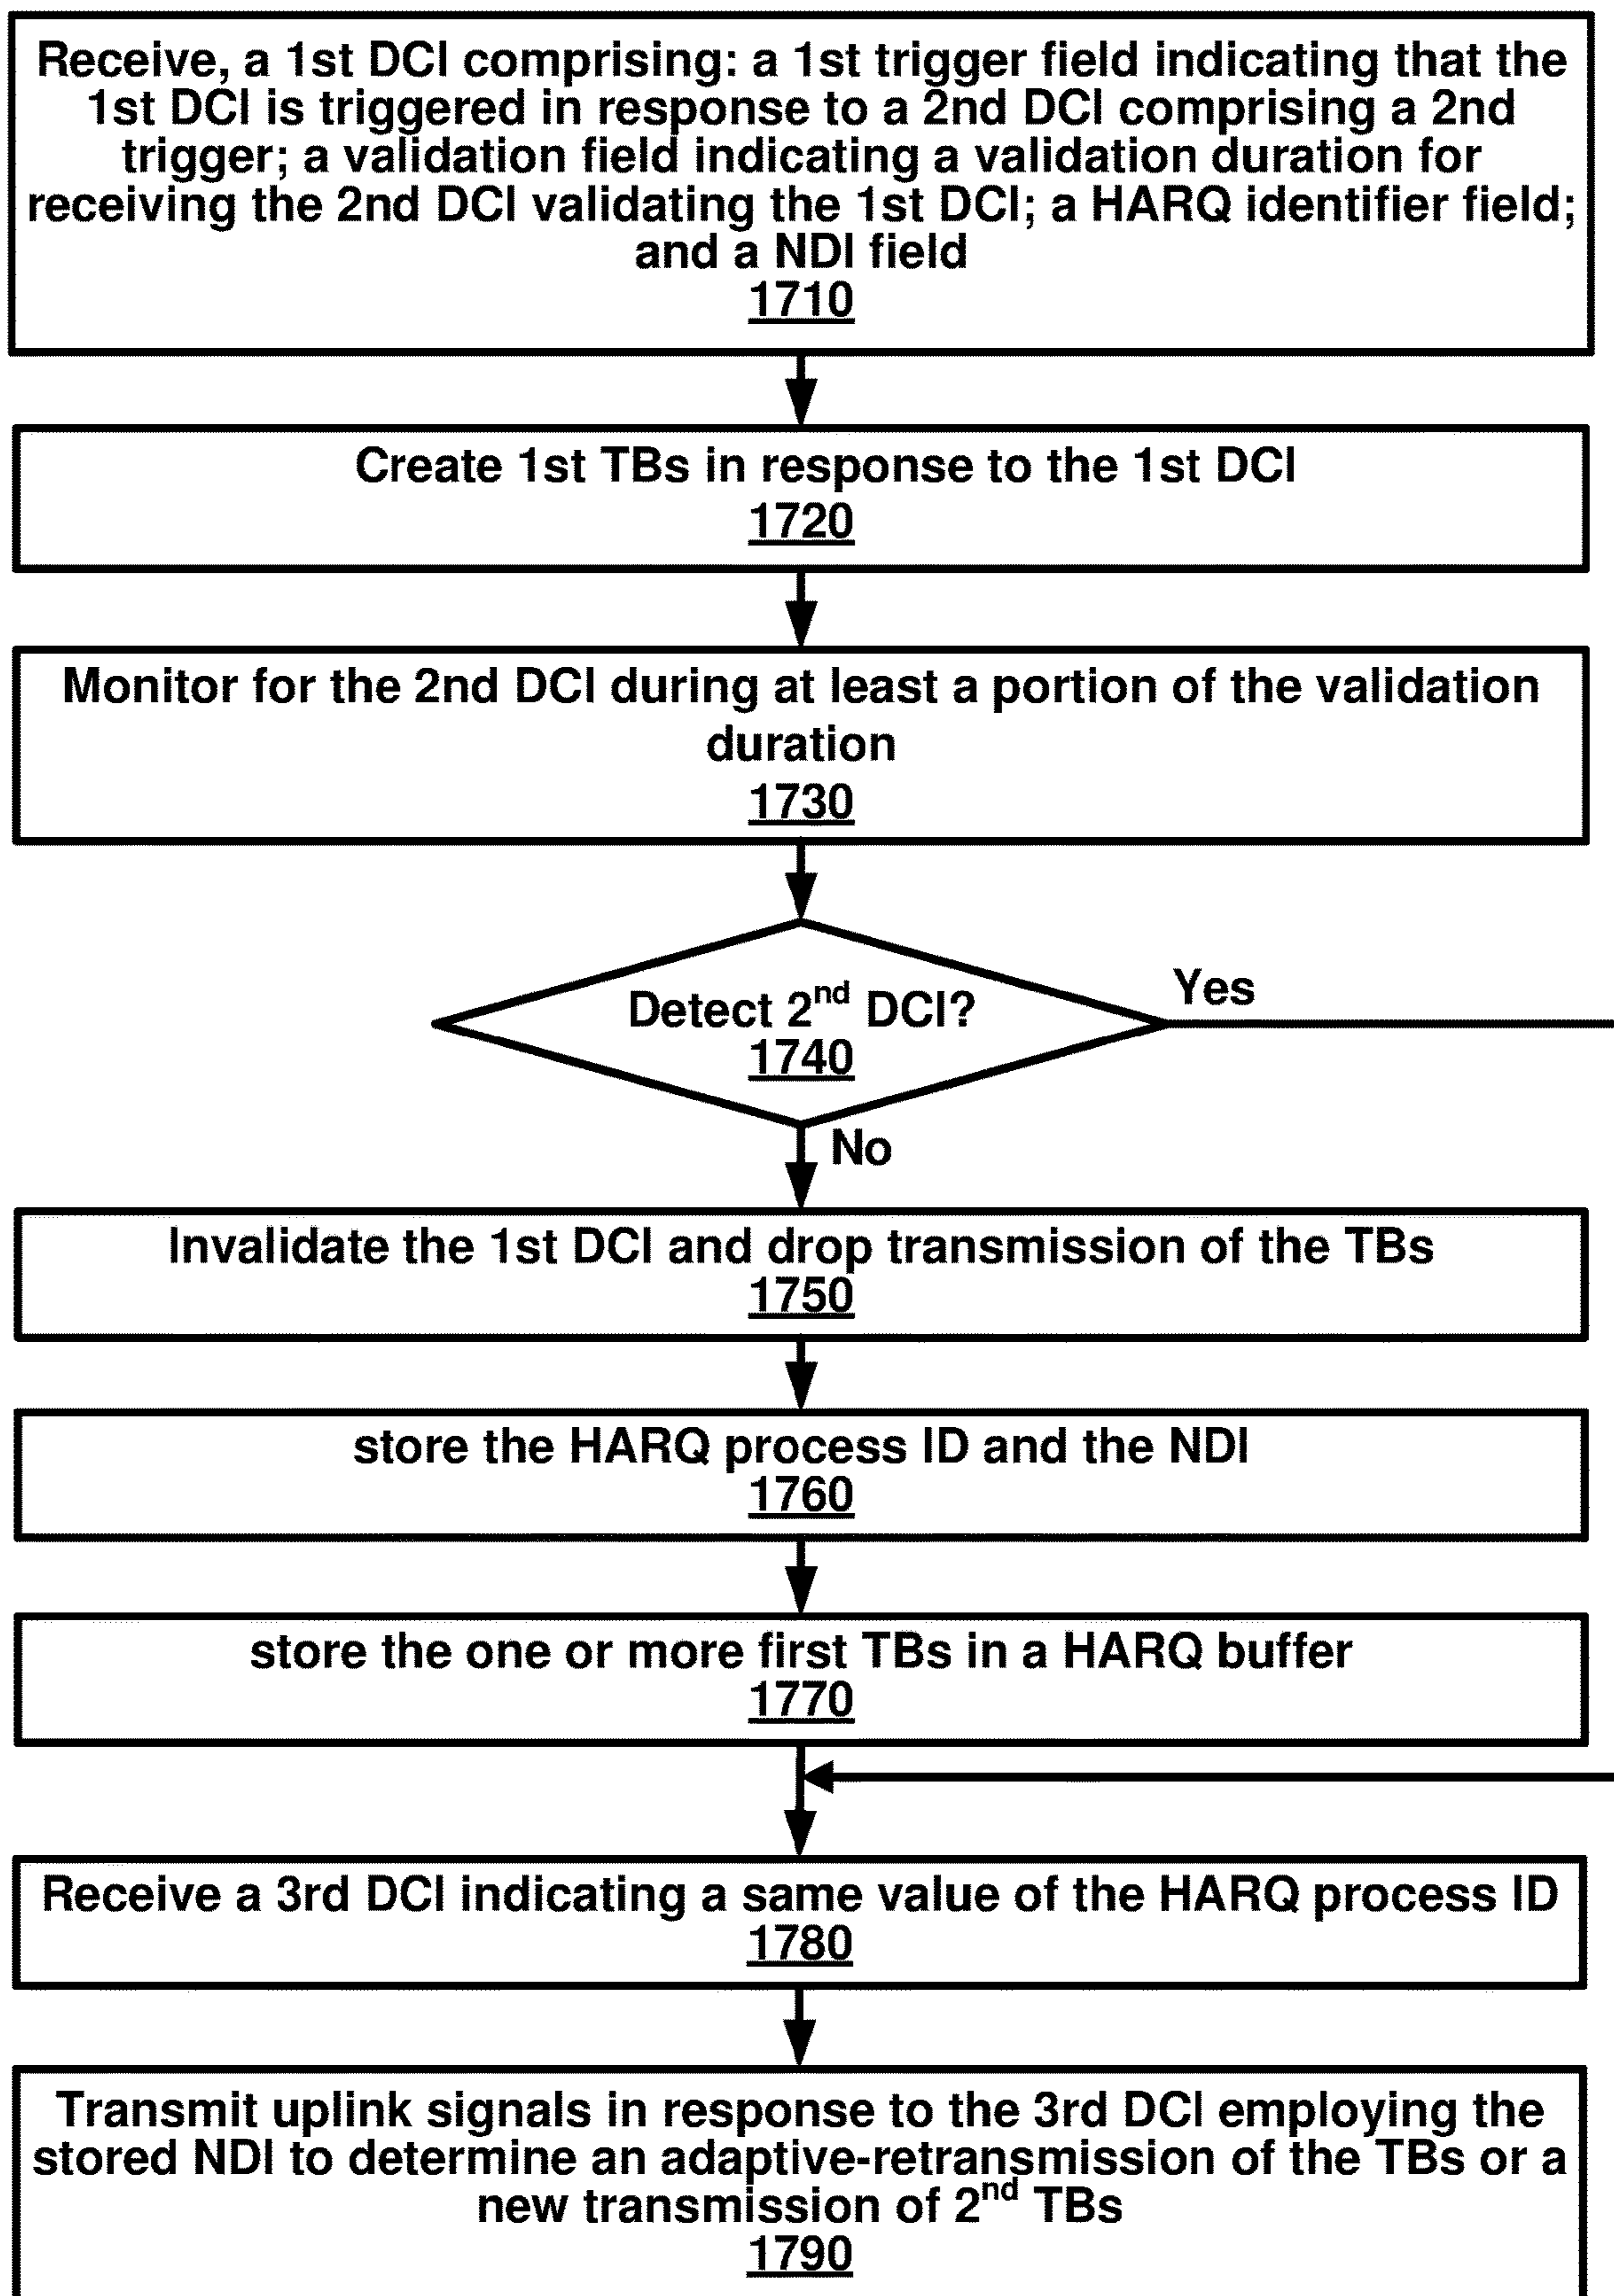 Receive, a 1st DCI comprising: a 1st trigger field indicating that the
1st DCI is triggered in response to a 2nd DCI comprising a 2nd
trigger; a validation field indicating a validation duration for
receiving the 2nd DCI validating the 1st DCI; a HARQ identifier field;
and a NDI field
1710
Create 1st TBs in response to the 1st DCI
1720
Monitor for the 2nd DCI during at least a portion of the validation
duration
1730
Yes
Detect 2nd DCI?
1740
No
Invalidate the 1st DCI and drop transmission of the TBs
1750
store the HARQ process ID and the NDI
1760
store the one or more first TBs in a HARQ buffer
1770
Receive a 3rd DCI indicating a same value of the HARQ process ID
1780
Transmit uplink signals in response to the 3rd DCI employing the
stored NDI to determine an adaptive-retransmission of the TBs or a
new transmission of 2nd TBs
1790